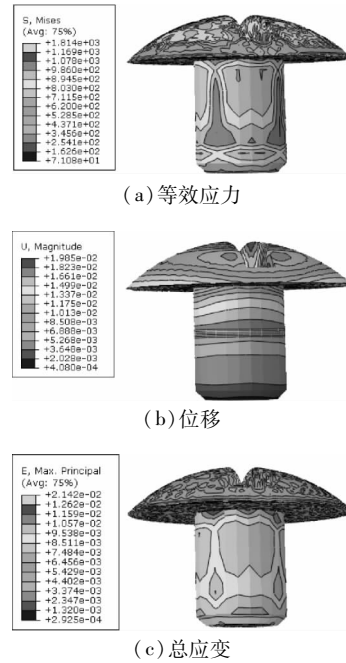 S, Mises
(Avg: 75%)
+1.814e+03
+1.169e+03
+1.078e+03
+9.860e+02
+8.945e+02
+8.030e+02
+7.115e+02
+6.200e+02
+5.285e+02
+4.371e+02
+3.456e+02
+2.541e+02
+1.626e+02
+7.108e+01
(a)等效应力
U, Magnitude
+1.985e-02
+1.823e-02
+1.661e-02
+1.499e-02
+1.337e-02
+1.175e-02
+1.013e-02
+8.508e-03
+6.888e-03
+5.268e-03
+3.648e-03
+2.028e-03
+4.080e-04
(b)位移
E, Max. Principal
(Avg: 75%)
+2.142e-02
+1.262e-02
+1.159e-02
+1.057e-02
+9.538e-03
+8.511e-03
+7.484e-03
+6.456e-03
+5.429e-03
+4.402e-03
+3.374e-03
+2.347e-03
+1.320e-03
+2.925e-04
(c)总应变